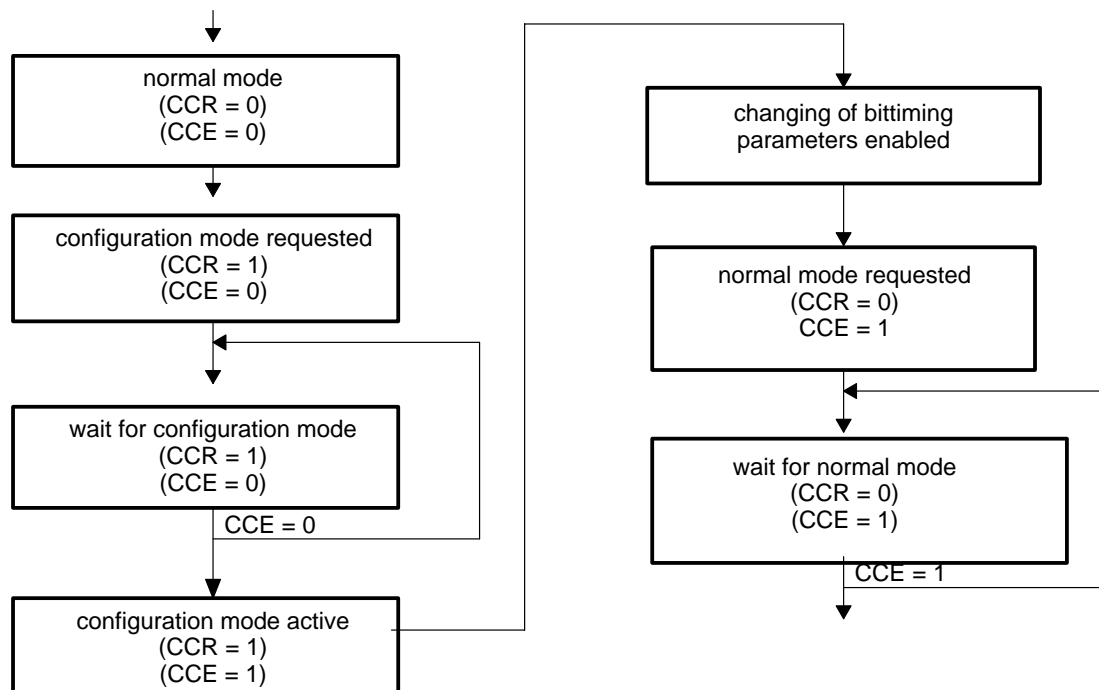 normal mode
(CCR = 0)
(CCE = 0)
configuration mode requested
(CCR = 1)
(CCE = 0)
wait for configuration mode
(CCR = 1)
(CCE = 0)
CCE = 0
configuration mode active
(CCR = 1)
(CCE = 1)
changing of bittiming
parameters enabled
normal mode requested
(CCR = 0)
CCE = 1
wait for normal mode
(CCR = 0)
(CCE = 1)
CCE = 1